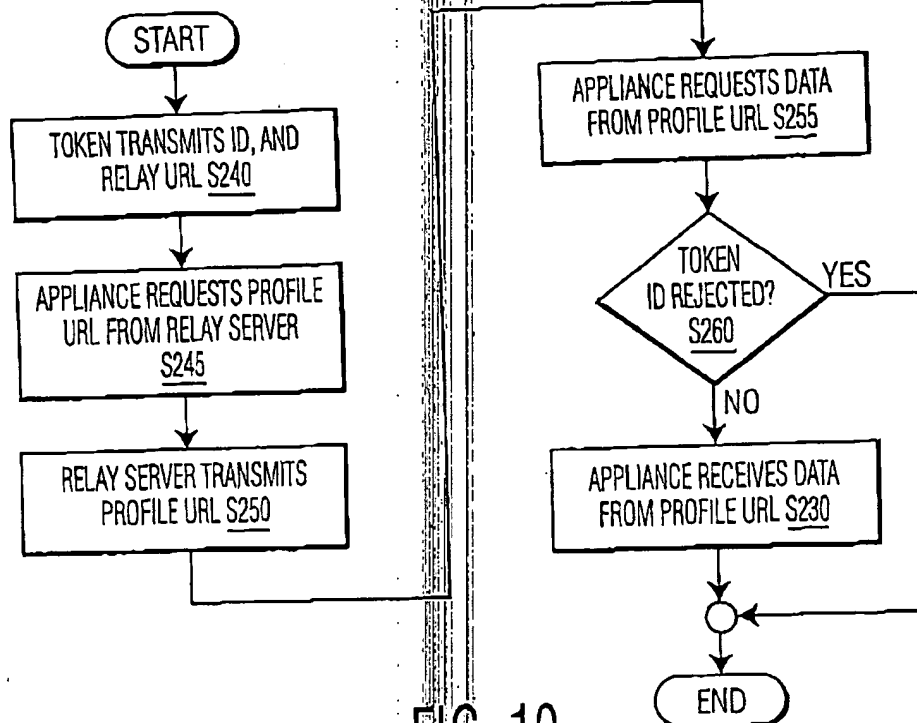 START
TOKEN TRANSMITS ID, AND
RELAY URL S240
APPLIANCE REQUESTS PROFILE
URL FROM RELAY SERVER
S245
RELAY SERVER TRANSMITS
PROFILE URL S250
APPLIANCE REQUESTS DATA
FROM PROFILE URL S255
TOKEN
ID REJECTED?
S260
YES
NO
APPLIANCE RECEIVES DATA
FROM PROFILE URL S230
END
FIG. 10